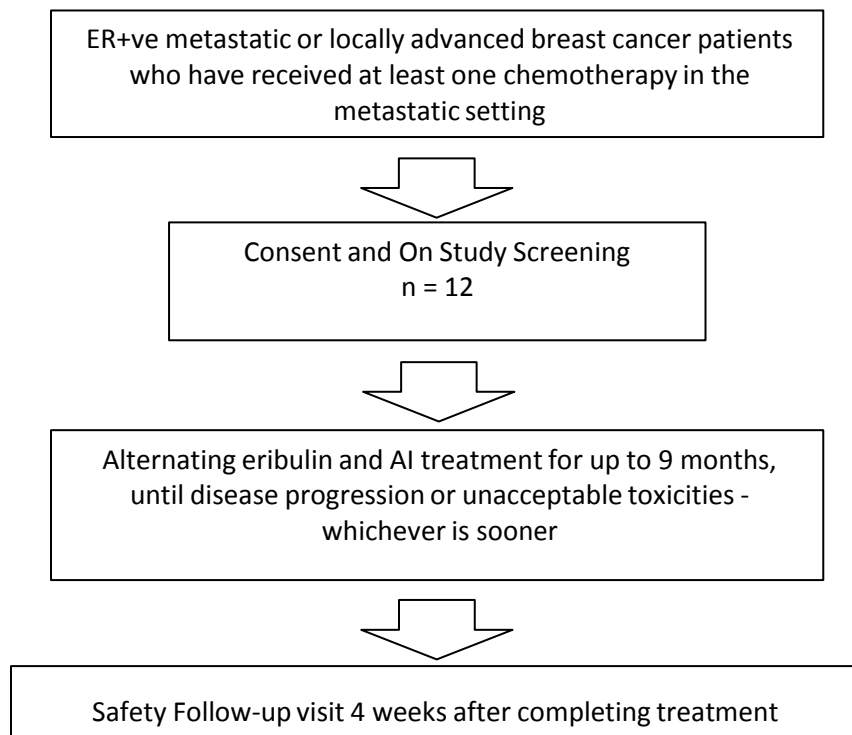 ER+ve metastatic or locally advanced breast cancer patients
who have received at least one chemotherapy in the
metastatic setting
Consent and On Study Screening
n = 12
Alternating eribulin and AI treatment for up to 9 months,
until disease progression or unacceptable toxicities -
whichever is sooner
Safety Follow-up visit 4 weeks after completing treatment